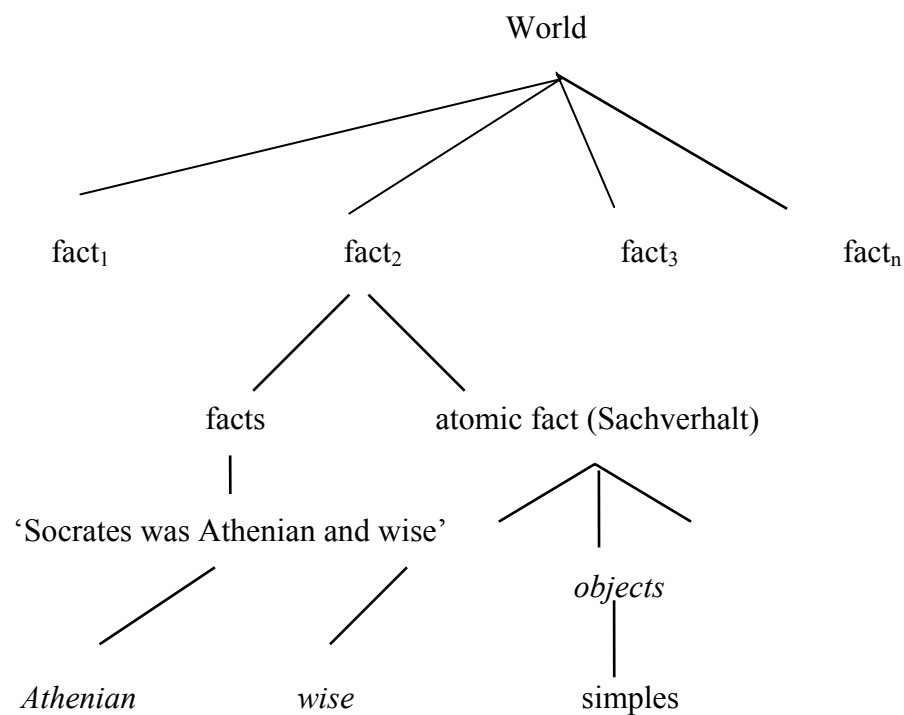 World
fact₁ fact₂ fact₃ factₙ
facts atomic fact (Sachverhalt)
‘Socrates was Athenian and wise’
objects
Athenian wise simples